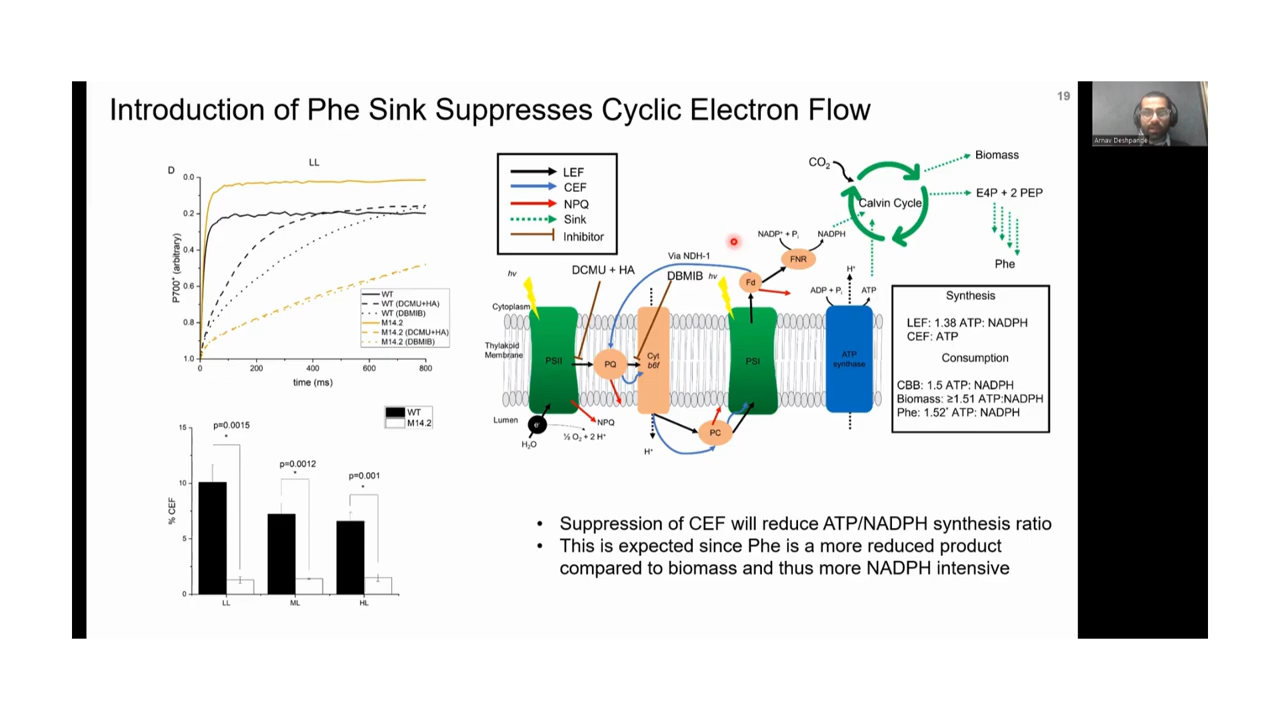 Introduction of Phe Sink Suppresses Cyclic Electron Flow
19
Arnav Deshpande
D
LL
0.0
0.2
0.4
0.6
0.8
1.0
P700⁺ (arbitrary)
WT
WT (DCMU+HA)
WT (DBMIB)
M14.2
M14.2 (DCMU+HA)
M14.2 (DBMIB)
0
200
400
600
800
time (ms)
WT
M14.2
15
10
5
0
% CEF
p=0.0015
*
p=0.0012
*
p=0.001
*
LL
ML
HL
LEF
CEF
NPQ
Sink
Inhibitor
CO₂
Calvin Cycle
Biomass
E4P + 2 PEP
Phe
NADP⁺ + Pᵢ
NADPH
FNR
Via NDH-1
DCMU + HA
DBMIB
hv
hv
Fd
H⁺
ADP + Pᵢ
ATP
Cytoplasm
Thylakoid
Membrane
Lumen
PSII
PQ
Cyt
b6f
PSI
ATP
synthase
e⁻
H₂O
½ O₂ + 2 H⁺
NPQ
H⁺
PC
Synthesis
LEF: 1.38 ATP: NADPH
CEF: ATP
Consumption
CBB: 1.5 ATP: NADPH
Biomass: ≥1.51 ATP:NADPH
Phe: 1.52* ATP: NADPH
• Suppression of CEF will reduce ATP/NADPH synthesis ratio
• This is expected since Phe is a more reduced product
compared to biomass and thus more NADPH intensive